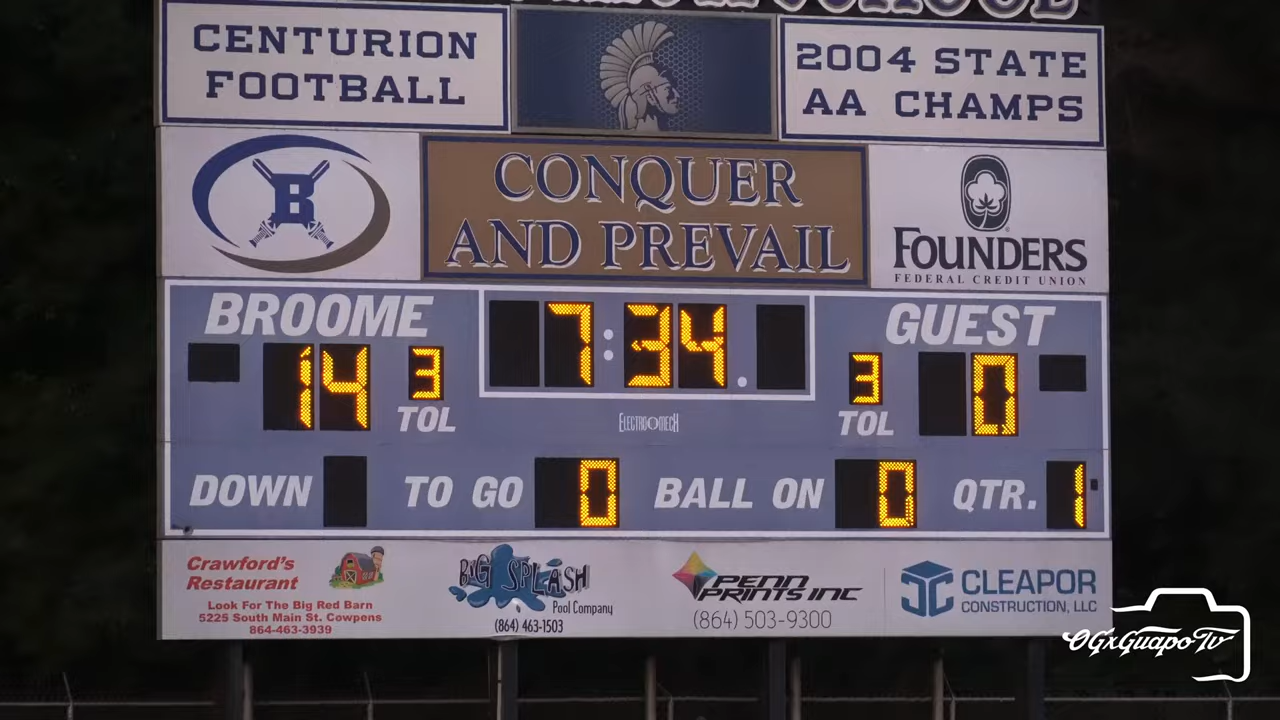 CENTURION
FOOTBALL
2004 STATE
AA CHAMPS
B
CONQUER
AND PREVAIL
FOUNDERS
FEDERAL CREDIT UNION
BROOME
7:34
GUEST
14
3
TOL
ELECTRO-MECH
3
TOL
0
DOWN
TO GO 0
BALL ON 0
QTR. 1
Crawford's
Restaurant
Look For The Big Red Barn
5225 South Main St. Cowpens
864-463-3939
BIG SPLASH
Pool Company
(864) 463-1503
PENN
PRINTS INC
(864) 503-9300
CLEAPOR
CONSTRUCTION, LLC
OGxGuapoTv